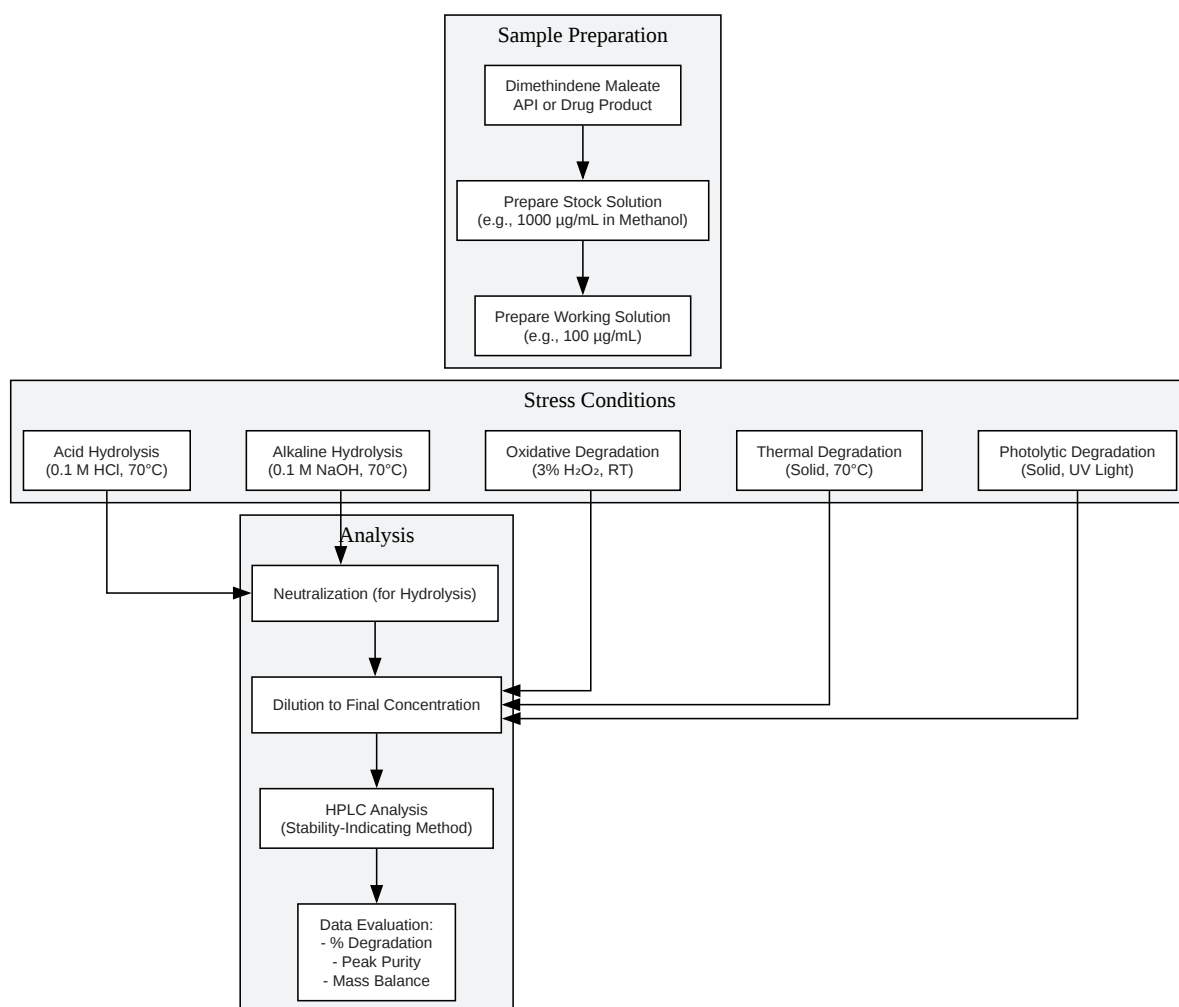 Sample Preparation
Dimethindene Maleate
API or Drug Product
Prepare Stock Solution
(e.g., 1000 µg/mL in Methanol)
Prepare Working Solution
(e.g., 100 µg/mL)
Stress Conditions
Acid Hydrolysis
(0.1 M HCl, 70°C)
Alkaline Hydrolysis
(0.1 M NaOH, 70°C)
Oxidative Degradation
(3% H₂O₂, RT)
Thermal Degradation
(Solid, 70°C)
Photolytic Degradation
(Solid, UV Light)
Analysis
Neutralization (for Hydrolysis)
Dilution to Final Concentration
HPLC Analysis
(Stability-Indicating Method)
Data Evaluation:
- % Degradation
- Peak Purity
- Mass Balance